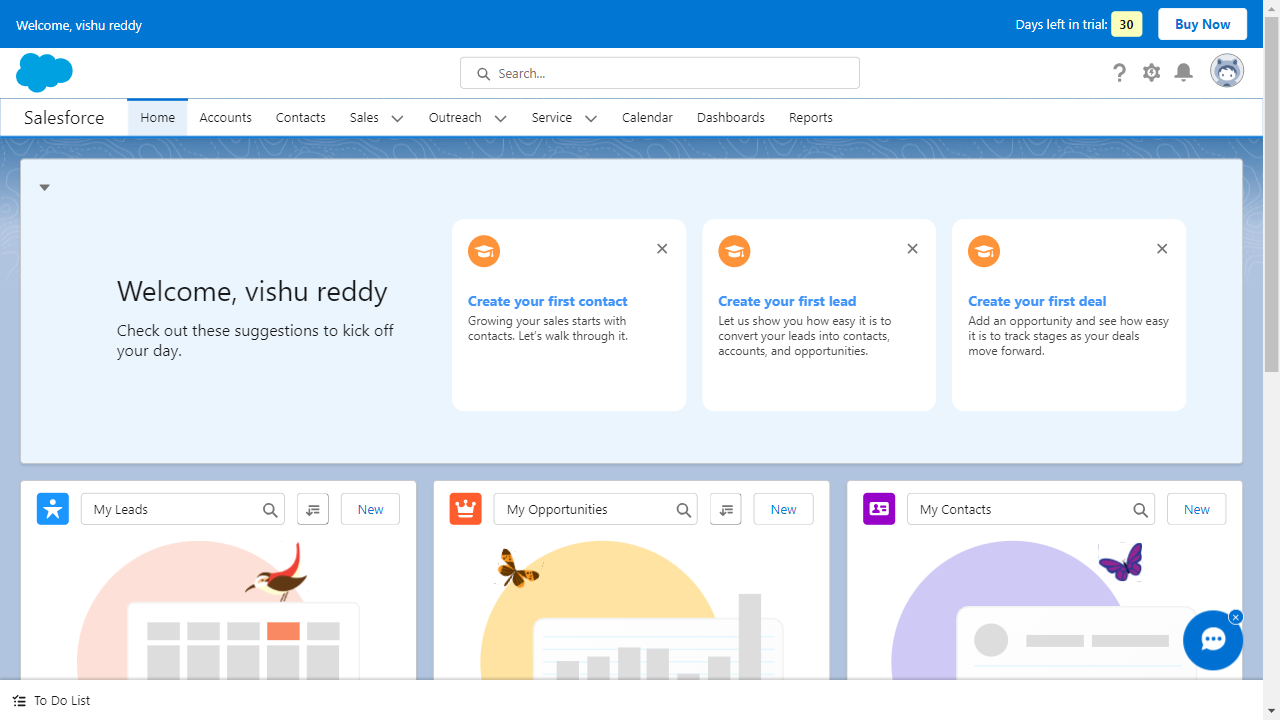 Welcome, vishu reddy
Days left in trial: 30
Buy Now
Search...
Salesforce
Home
Accounts
Contacts
Sales
Outreach
Service
Calendar
Dashboards
Reports
Welcome, vishu reddy
Check out these suggestions to kick off
your day.
Create your first contact
Growing your sales starts with
contacts. Let's walk through it.
Create your first lead
Let us show you how easy it is to
convert your leads into contacts,
accounts, and opportunities.
Create your first deal
Add an opportunity and see how easy
it is to track stages as your deals
move forward.
My Leads
New
My Opportunities
New
My Contacts
New
To Do List